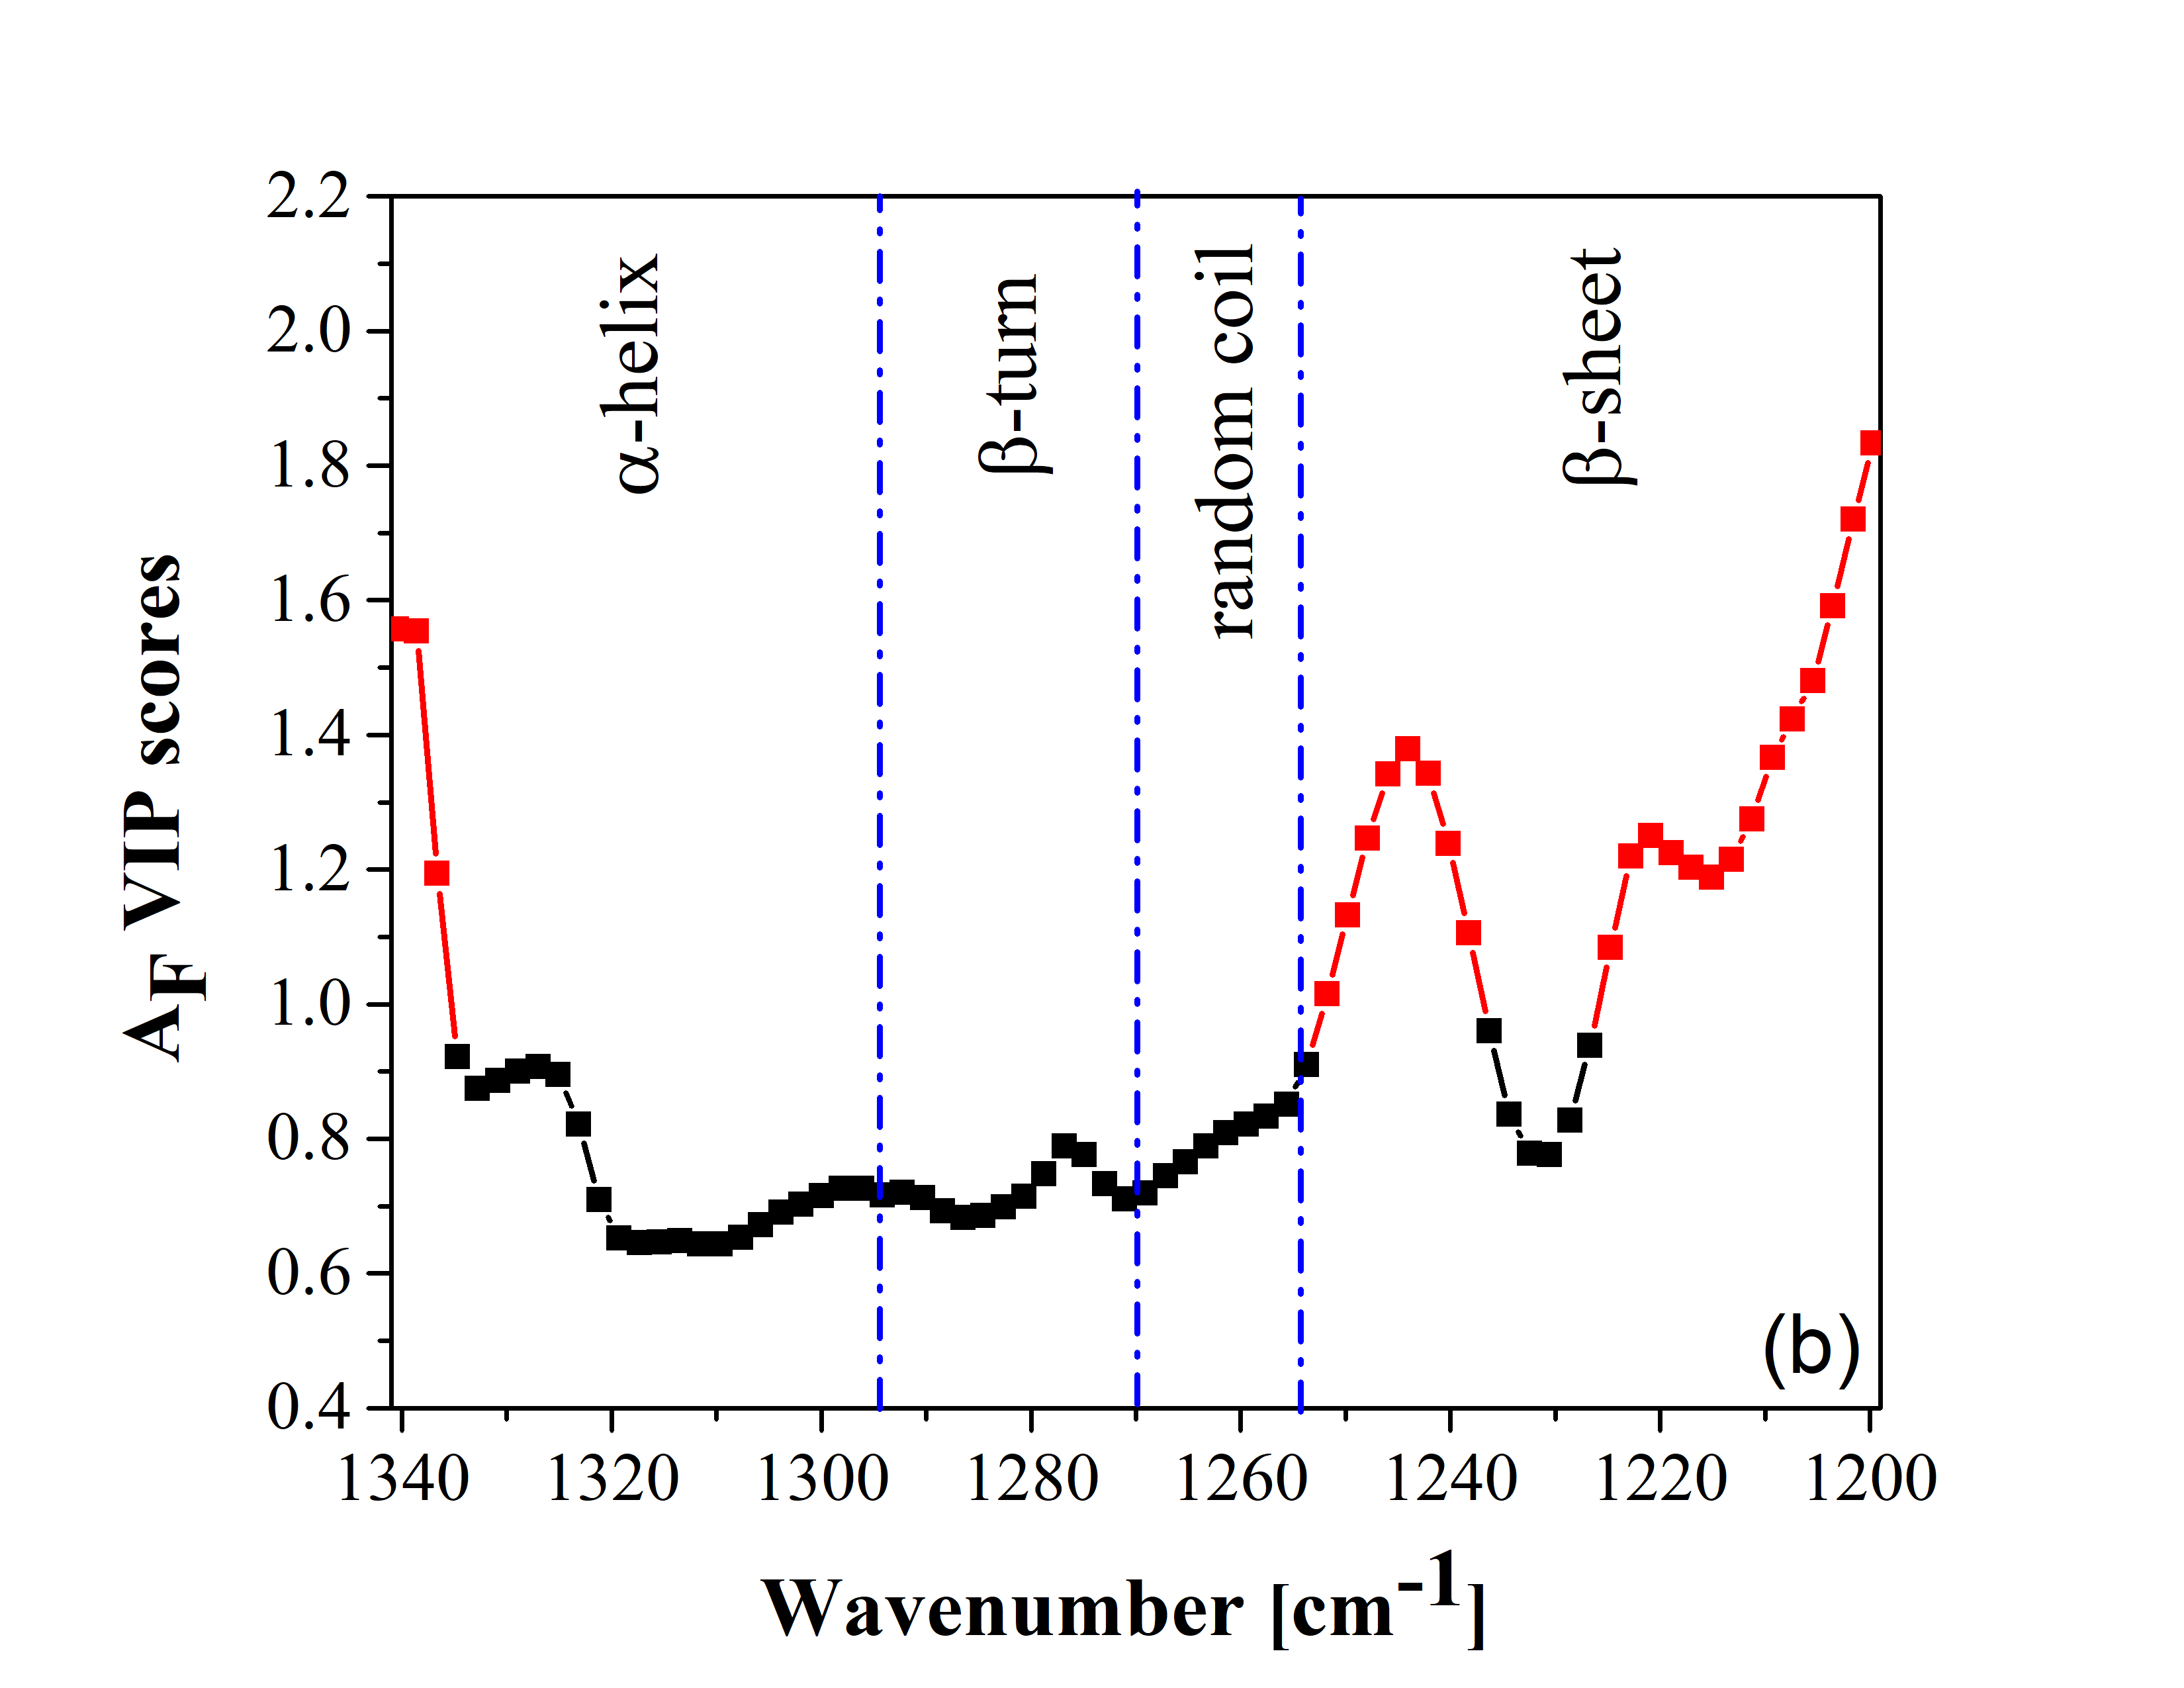 2.2
2.0
1.8
1.6
1.4
1.2
1.0
0.8
0.6
0.4
A_F VIP scores
α-helix
β-turn
random coil
β-sheet
(b)
1340 1320 1300 1280 1260 1240 1220 1200
Wavenumber [cm⁻¹]